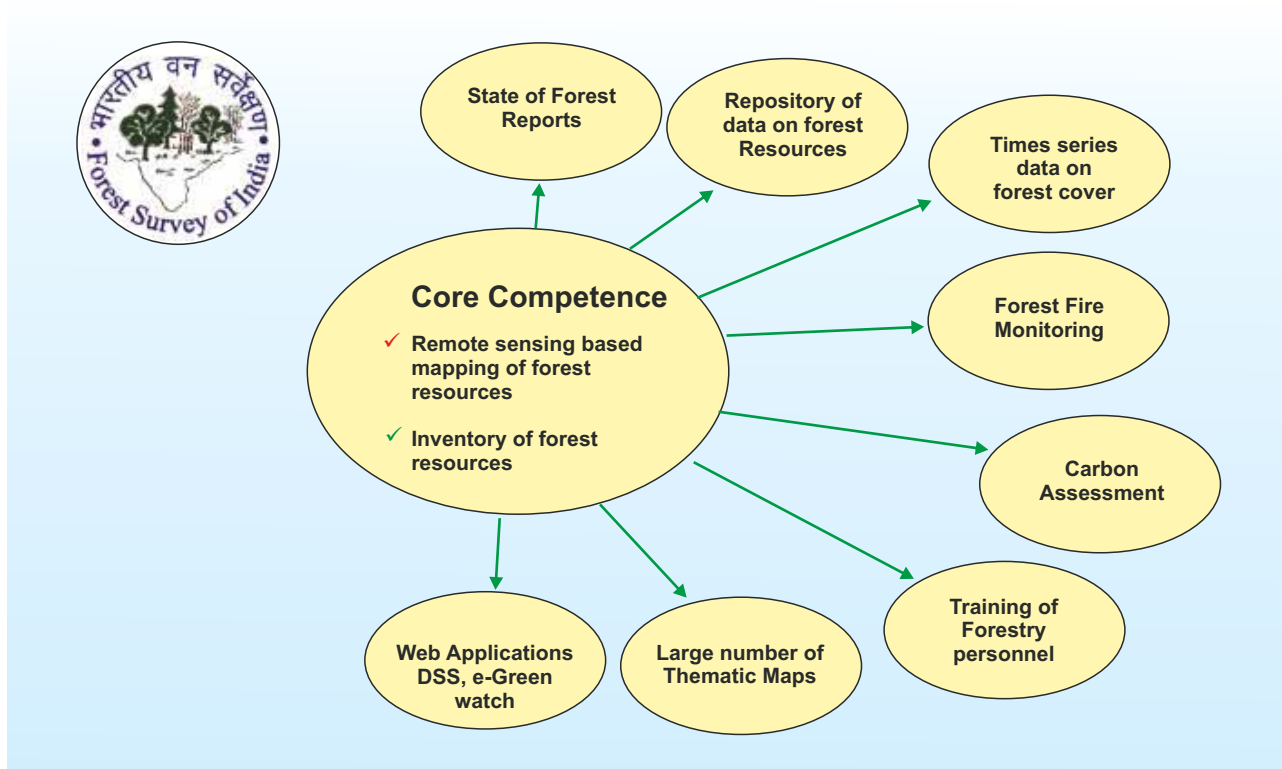 भारतीय वन सर्वेक्षण
Forest Survey of India
State of Forest
Reports
Repository of
data on forest
Resources
Times series
data on
forest cover
Forest Fire
Monitoring
Carbon
Assessment
Training of
Forestry
personnel
Large number of
Thematic Maps
Web Applications
DSS, e-Green
watch
Core Competence
✓ Remote sensing based
mapping of forest
resources
✓ Inventory of forest
resources